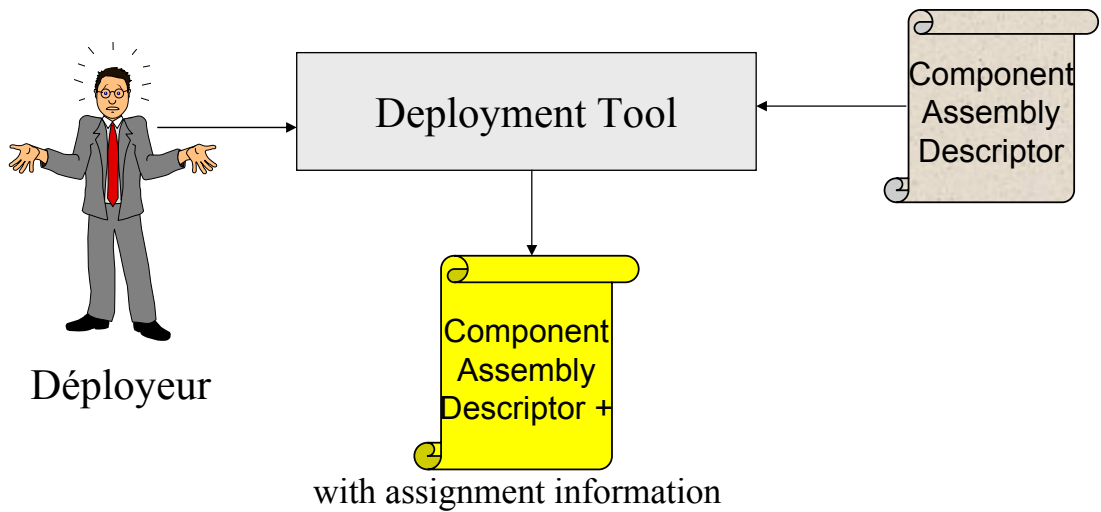 Deployment Tool
Component
Assembly
Descriptor
Component
Assembly
Descriptor +
Déployeur
with assignment information